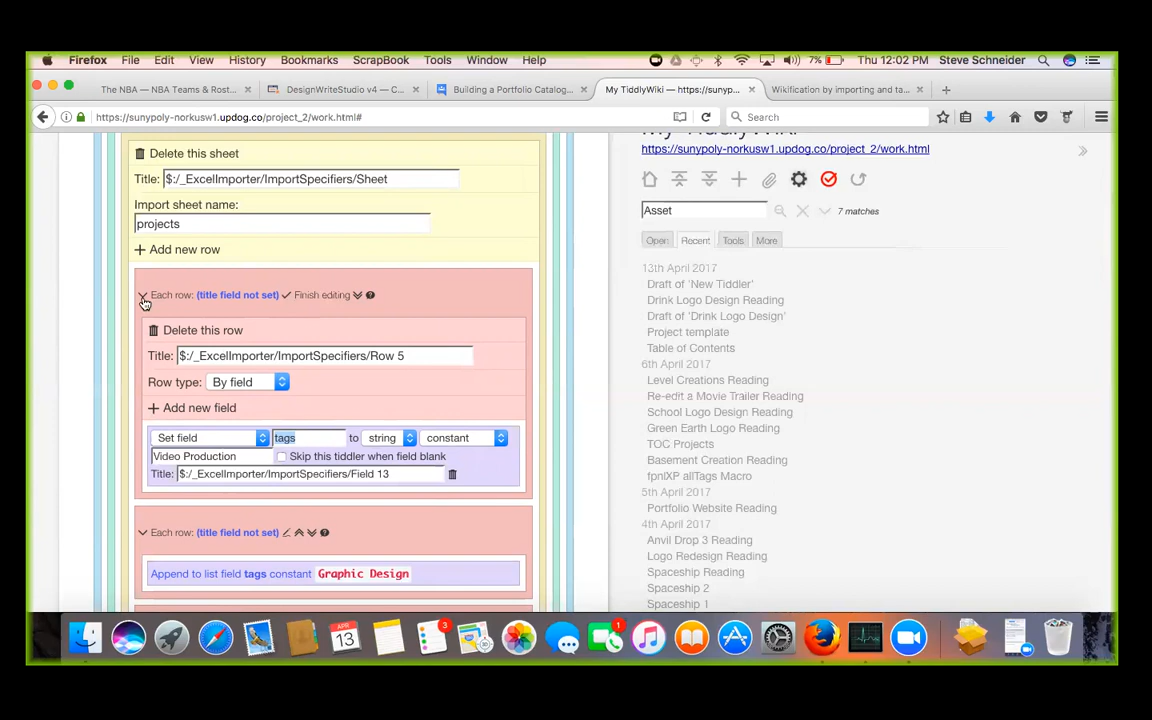 Firefox File Edit View History Bookmarks ScrapBook Tools Window Help 7% Thu 12:02 PM Steve Schneider
The NBA — NBA Teams & Rost... DesignWriteStudio v4 — C... Building a Portfolio Catalog... My TiddlyWiki — https://sunyp... Wikification by importing and ta...
https://sunypoly-norkusw1.updog.co/project_2/work.html# Search
Delete this sheet
Title: $:/_ExcelImporter/ImportSpecifiers/Sheet
Import sheet name:
projects
Add new row
Each row: (title field not set) Finish editing
Delete this row
Title: $:/_ExcelImporter/ImportSpecifiers/Row 5
Row type: By field
Add new field
Set field tags to string constant
Video Production Skip this tiddler when field blank
Title: $:/_ExcelImporter/ImportSpecifiers/Field 13
Each row: (title field not set)
Append to list field tags constant Graphic Design
My TiddlyWiki
https://sunypoly-norkusw1.updog.co/project_2/work.html
Asset 7 matches
Open Recent Tools More
13th April 2017
Draft of 'New Tiddler'
Drink Logo Design Reading
Draft of 'Drink Logo Design'
Project template
Table of Contents
6th April 2017
Level Creations Reading
Re-edit a Movie Trailer Reading
School Logo Design Reading
Green Earth Logo Reading
TOC Projects
Basement Creation Reading
fpnlXP allTags Macro
5th April 2017
Portfolio Website Reading
4th April 2017
Anvil Drop 3 Reading
Logo Redesign Reading
Spaceship Reading
Spaceship 2
Spaceship 1
APR
13
3
1